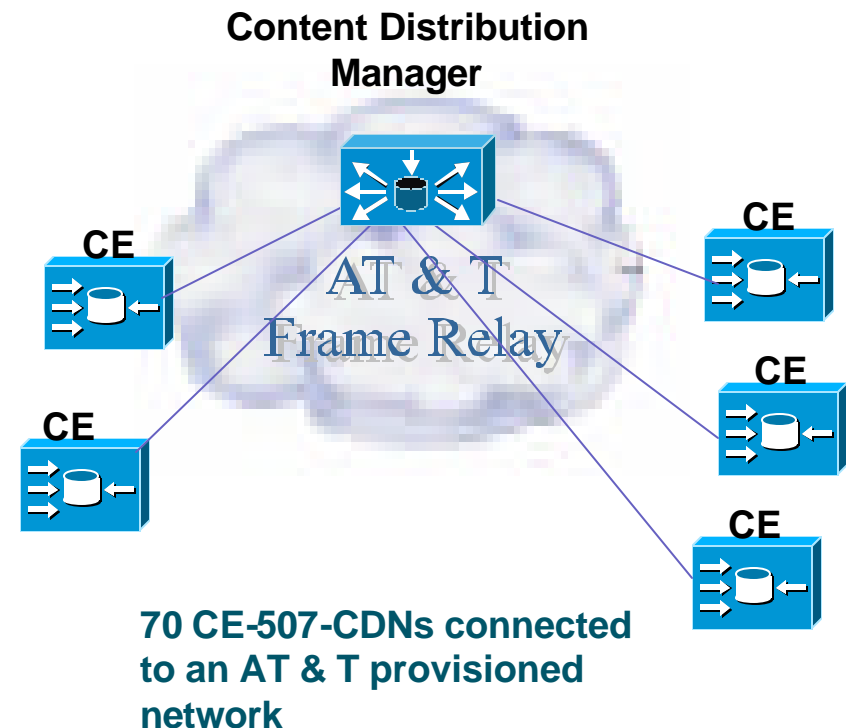 Content Distribution
Manager
CE
CE
AT & T
Frame Relay
CE
CE
CE
70 CE-507-CDNs connected
to an AT & T provisioned
network